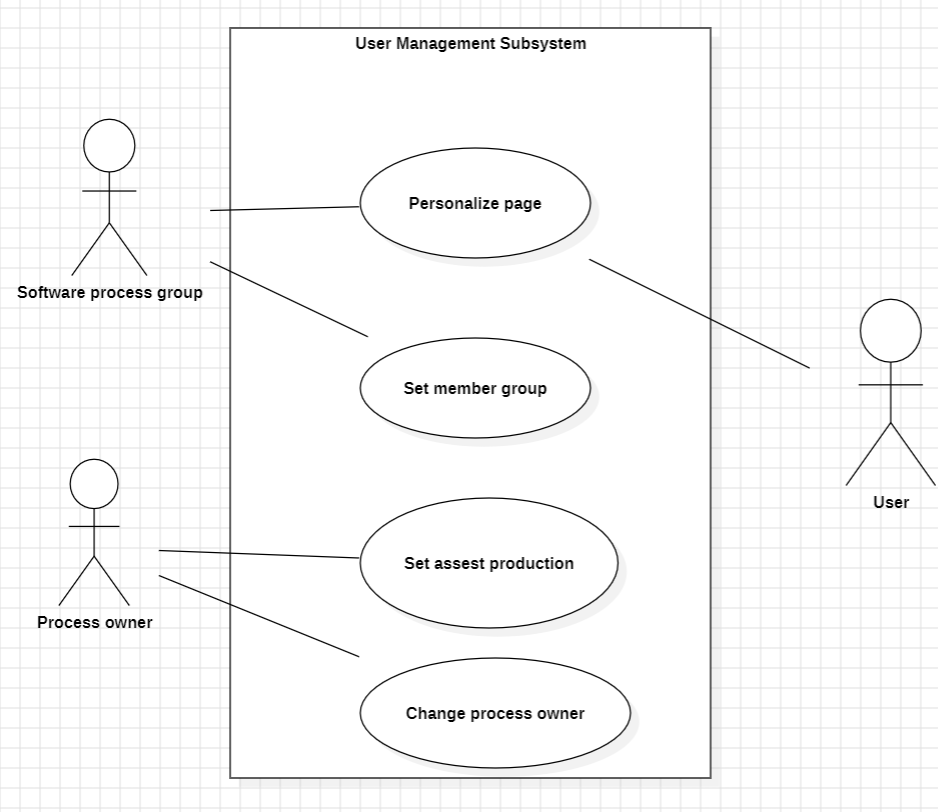 User Management Subsystem
Personalize page
Software process group
Set member group
User
Set assest production
Process owner
Change process owner